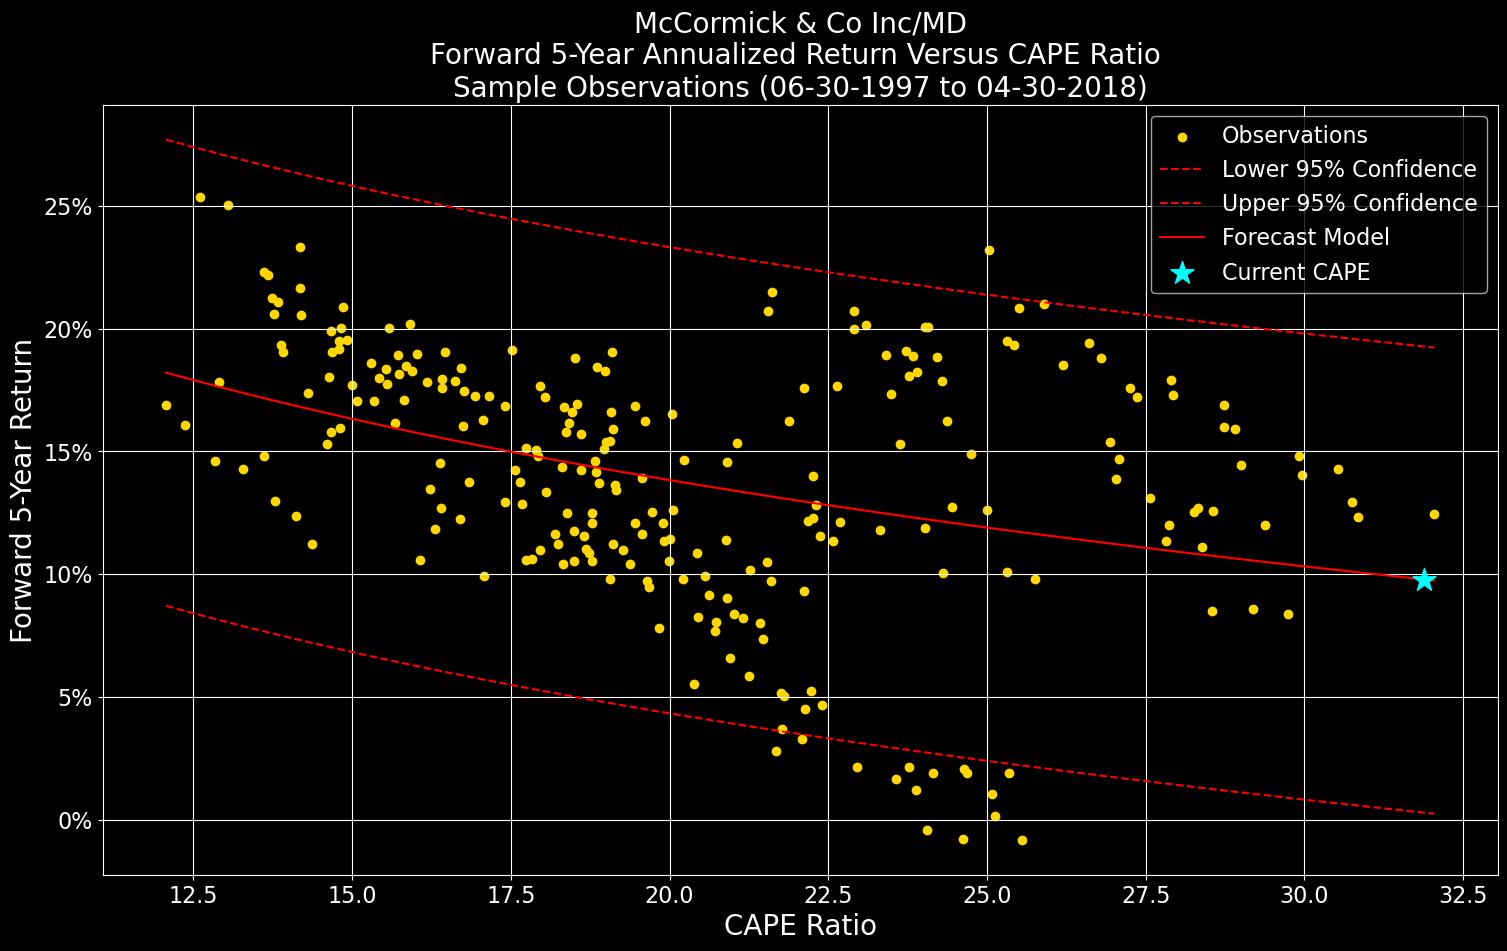 McCormick & Co Inc/MD
Forward 5-Year Annualized Return Versus CAPE Ratio
Sample Observations (06-30-1997 to 04-30-2018)
Observations
Lower 95% Confidence
Upper 95% Confidence
Forecast Model
Current CAPE
Forward 5-Year Return
25%
20%
15%
10%
5%
0%
12.5 15.0 17.5 20.0 22.5 25.0 27.5 30.0 32.5
CAPE Ratio